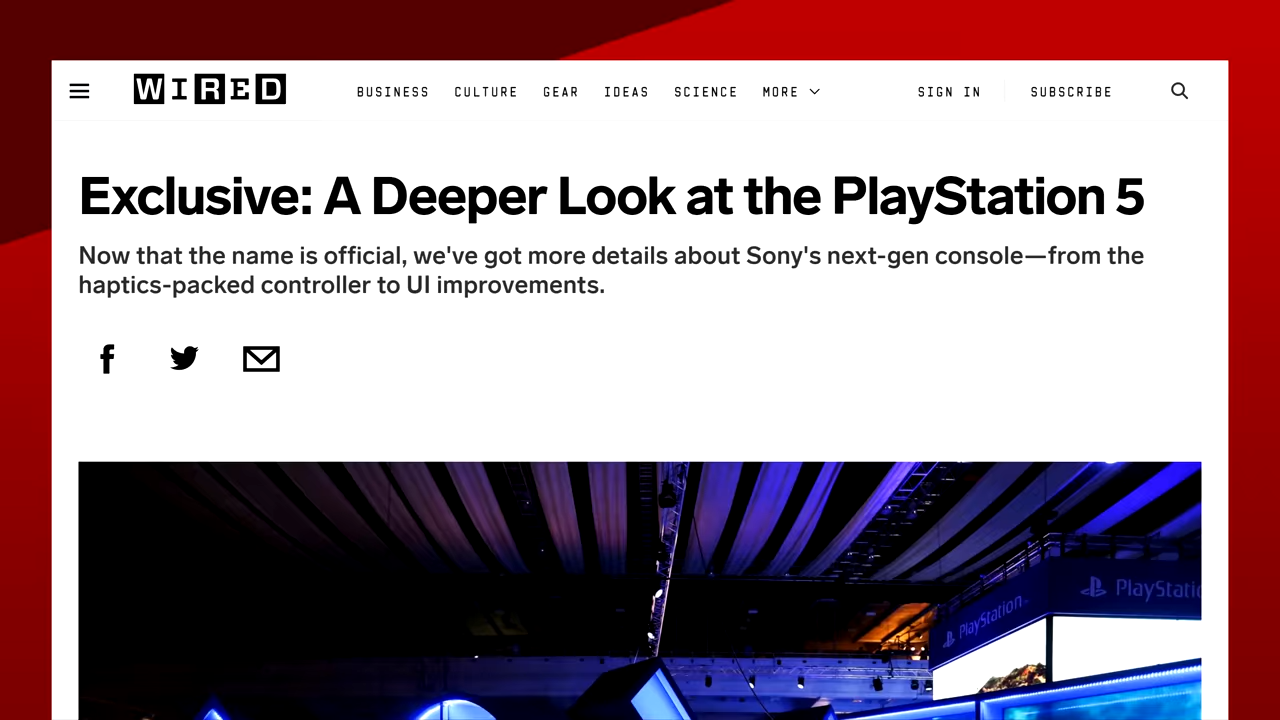 WIRED
BUSINESS CULTURE GEAR IDEAS SCIENCE MORE
SIGN IN SUBSCRIBE
Exclusive: A Deeper Look at the PlayStation 5
Now that the name is official, we've got more details about Sony's next-gen console—from the
haptics-packed controller to UI improvements.
PlayStation